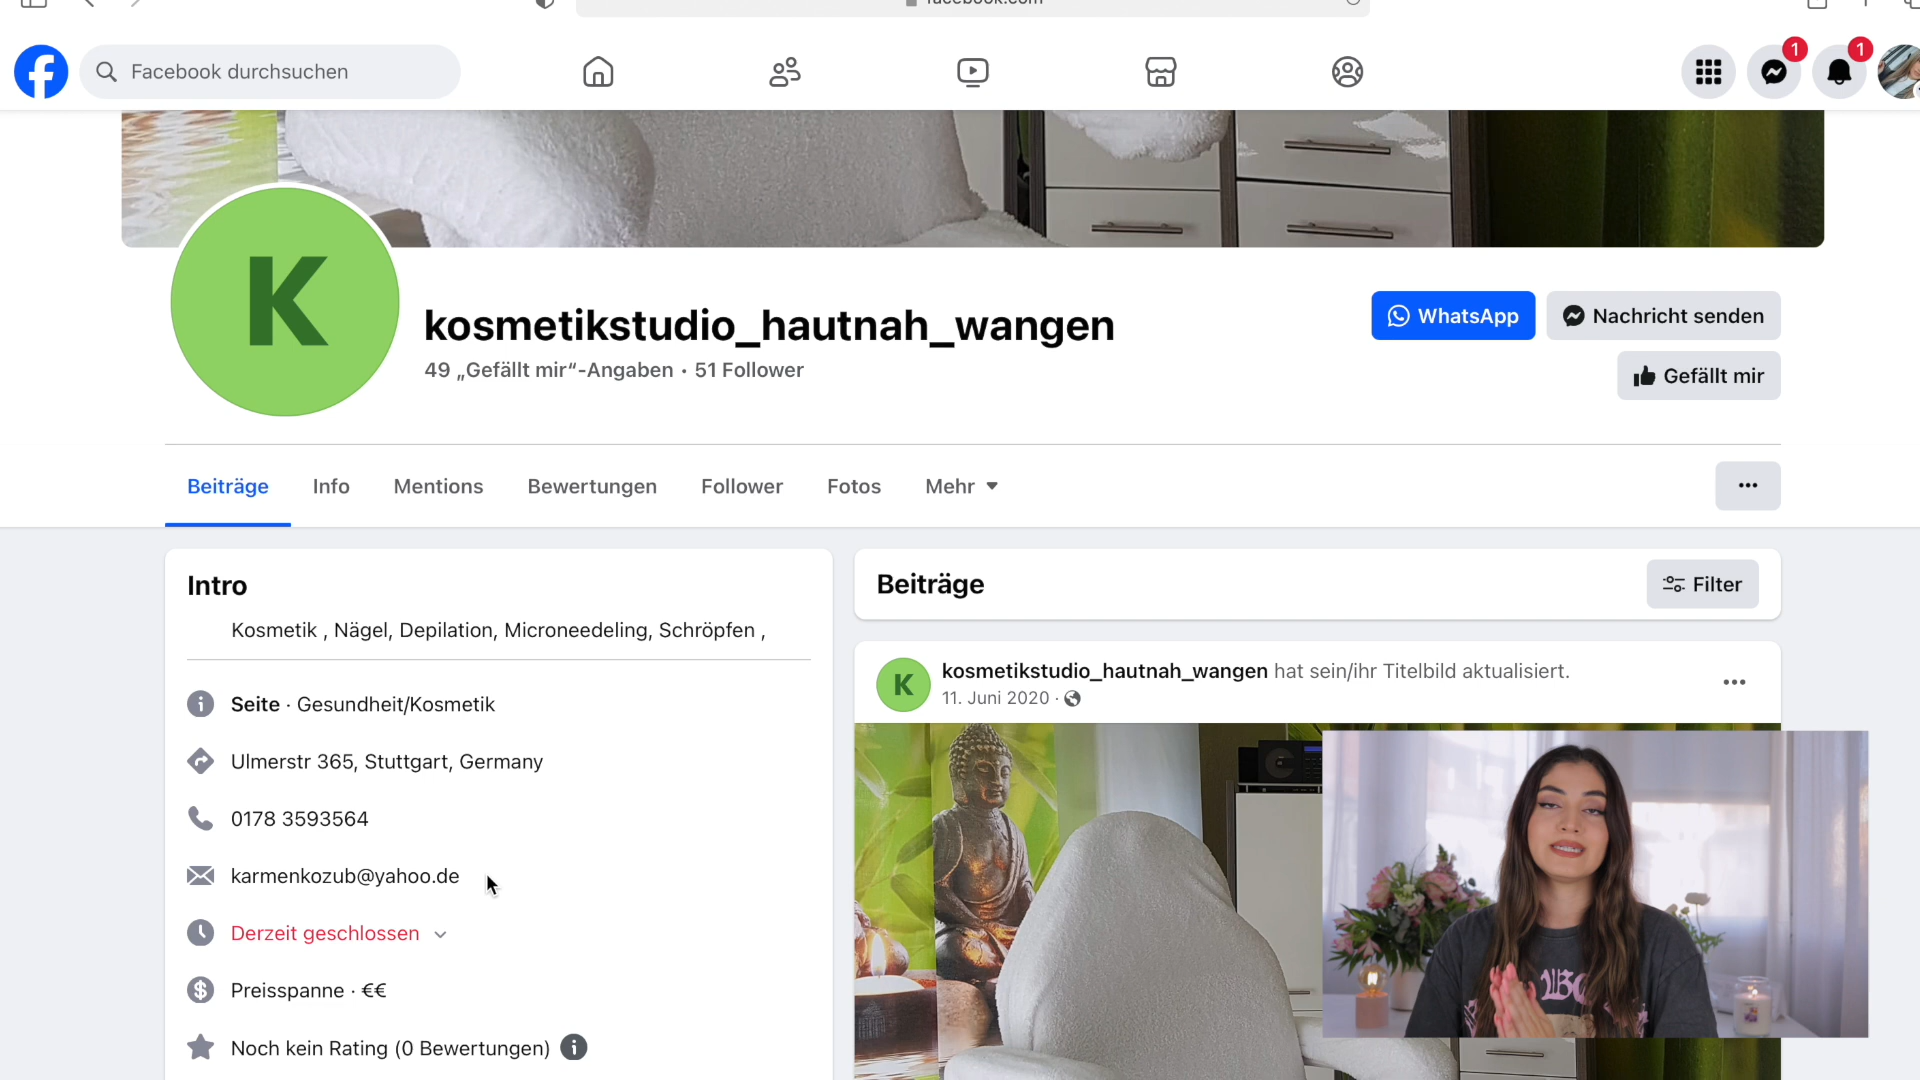 facebook.com
Facebook durchsuchen
1
1
K
kosmetikstudio_hautnah_wangen
49 „Gefällt mir“-Angaben • 51 Follower
WhatsApp
Nachricht senden
Gefällt mir
Beiträge
Info
Mentions
Bewertungen
Follower
Fotos
Mehr
Intro
Kosmetik , Nägel, Depilation, Microneedeling, Schröpfen ,
Seite · Gesundheit/Kosmetik
Ulmerstr 365, Stuttgart, Germany
0178 3593564
karmenkozub@yahoo.de
Derzeit geschlossen
Preisspanne · €€
Noch kein Rating (0 Bewertungen)
Beiträge
Filter
K
kosmetikstudio_hautnah_wangen hat sein/ihr Titelbild aktualisiert.
11. Juni 2020 ·